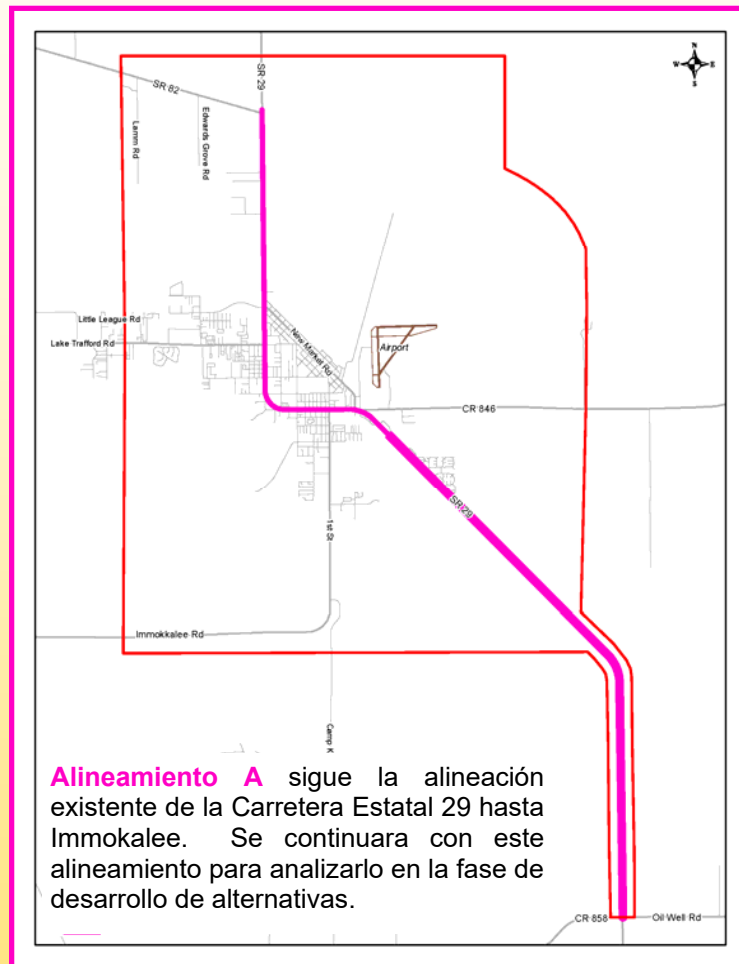 N
W E
S
SR 29
SR 82
Edwards Grove Rd
Lamm Rd
Little League Rd
Lake Trafford Rd
New Market Rd
Airport
CR 846
SR 29
1st St
Immokkalee Rd
Camp K
Alineamiento A sigue la alineación
existente de la Carretera Estatal 29 hasta
Immokalee. Se continuara con este
alineamiento para analizarlo en la fase de
desarrollo de alternativas.
CR 858
Oil Well Rd